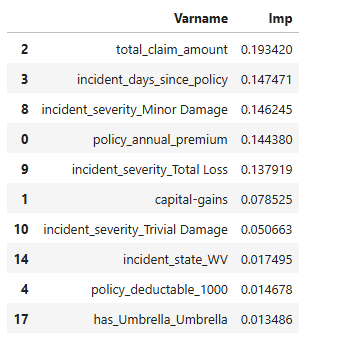 Varname Imp
2 total_claim_amount 0.193420
3 incident_days_since_policy 0.147471
8 incident_severity_Minor Damage 0.146245
0 policy_annual_premium 0.144380
9 incident_severity_Total Loss 0.137919
1 capital-gains 0.078525
10 incident_severity_Trivial Damage 0.050663
14 incident_state_WV 0.017495
4 policy_deductable_1000 0.014678
17 has_Umbrella_Umbrella 0.013486